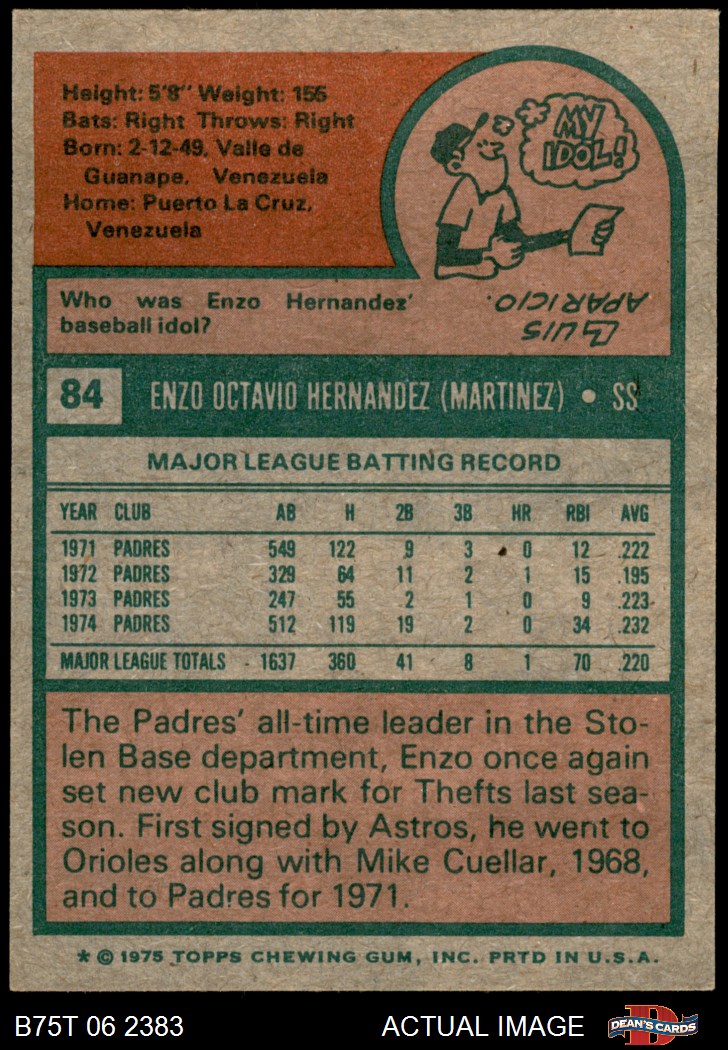 Height: 5'8" Weight: 155
Bats: Right Throws: Right
Born: 2-12-49, Valle de
Guanape, Venezuela
Home: Puerto La Cruz,
Venezuela
MY
IDOL!
Who was Enzo Hernandez'
baseball idol?
LUIS
APARICIO.
84 ENZO OCTAVIO HERNANDEZ (MARTINEZ) • SS
MAJOR LEAGUE BATTING RECORD
YEAR CLUB AB H 2B 3B HR RBI AVG
1971 PADRES 549 122 9 3 0 12 .222
1972 PADRES 329 64 11 2 1 15 .195
1973 PADRES 247 55 2 1 0 9 .223
1974 PADRES 512 119 19 2 0 34 .232
MAJOR LEAGUE TOTALS 1637 360 41 8 1 70 .220
The Padres' all-time leader in the Sto-
len Base department, Enzo once again
set new club mark for Thefts last sea-
son. First signed by Astros, he went to
Orioles along with Mike Cuellar, 1968,
and to Padres for 1971.
* © 1975 TOPPS CHEWING GUM, INC. PRTD IN U.S.A.
B75T 06 2383 ACTUAL IMAGE DEAN'S CARDS